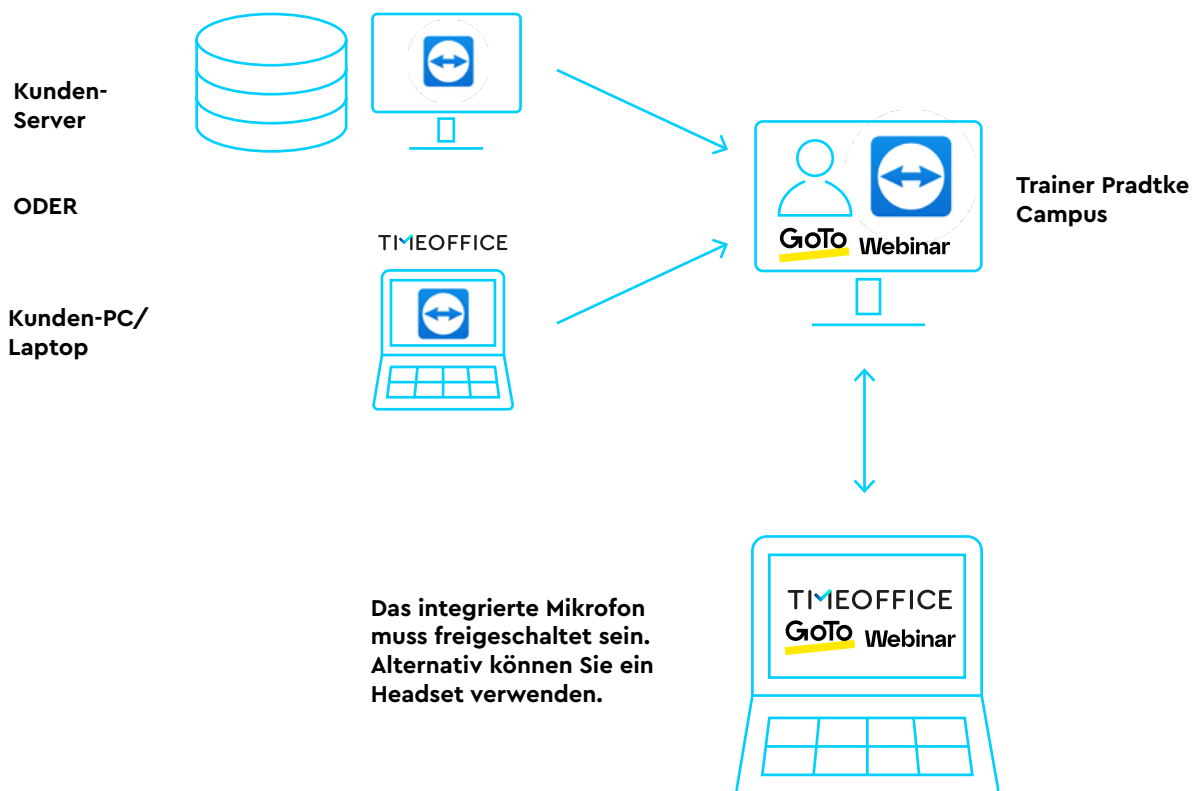 Kunden-
Server
ODER
TIMEOFFICE
Kunden-PC/
Laptop
GoTo Webinar
Trainer Pradtke
Campus
Das integrierte Mikrofon
muss freigeschaltet sein.
Alternativ können Sie ein
Headset verwenden.
TIMEOFFICE
GoTo Webinar